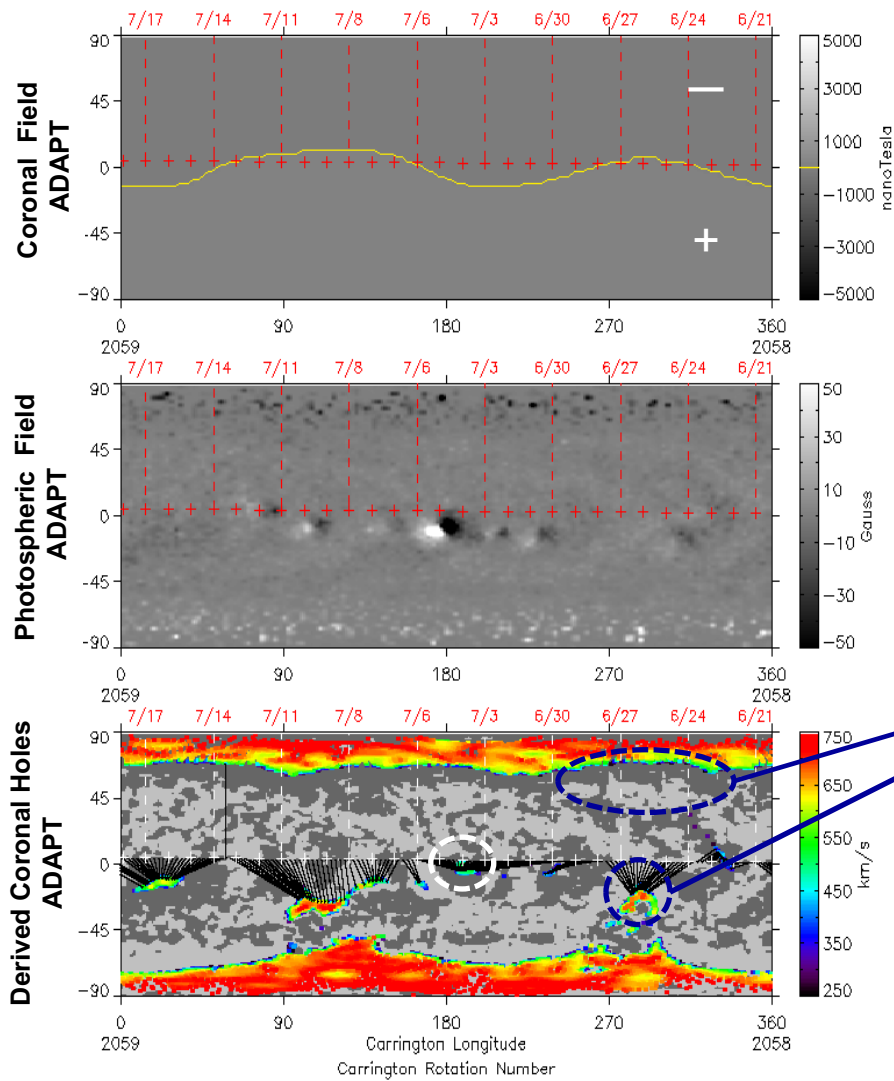 7/17 7/14 7/11 7/8 7/6 7/3 6/30 6/27 6/24 6/21
Coronal Field
ADAPT
90
45
0
-45
-90
−
+
0 90 180 270 360
2059 2058
5000
3000
1000
-1000
-3000
-5000
nanoTesla
7/17 7/14 7/11 7/8 7/6 7/3 6/30 6/27 6/24 6/21
Photospheric Field
ADAPT
90
45
0
-45
-90
0 90 180 270 360
2059 2058
50
30
10
-10
-30
-50
Gauss
7/17 7/14 7/11 7/8 7/6 7/3 6/30 6/27 6/24 6/21
Derived Coronal Holes
ADAPT
90
45
0
-45
-90
0 90 180 270 360
2059 Carrington Longitude 2058
Carrington Rotation Number
750
650
550
450
350
250
km/s